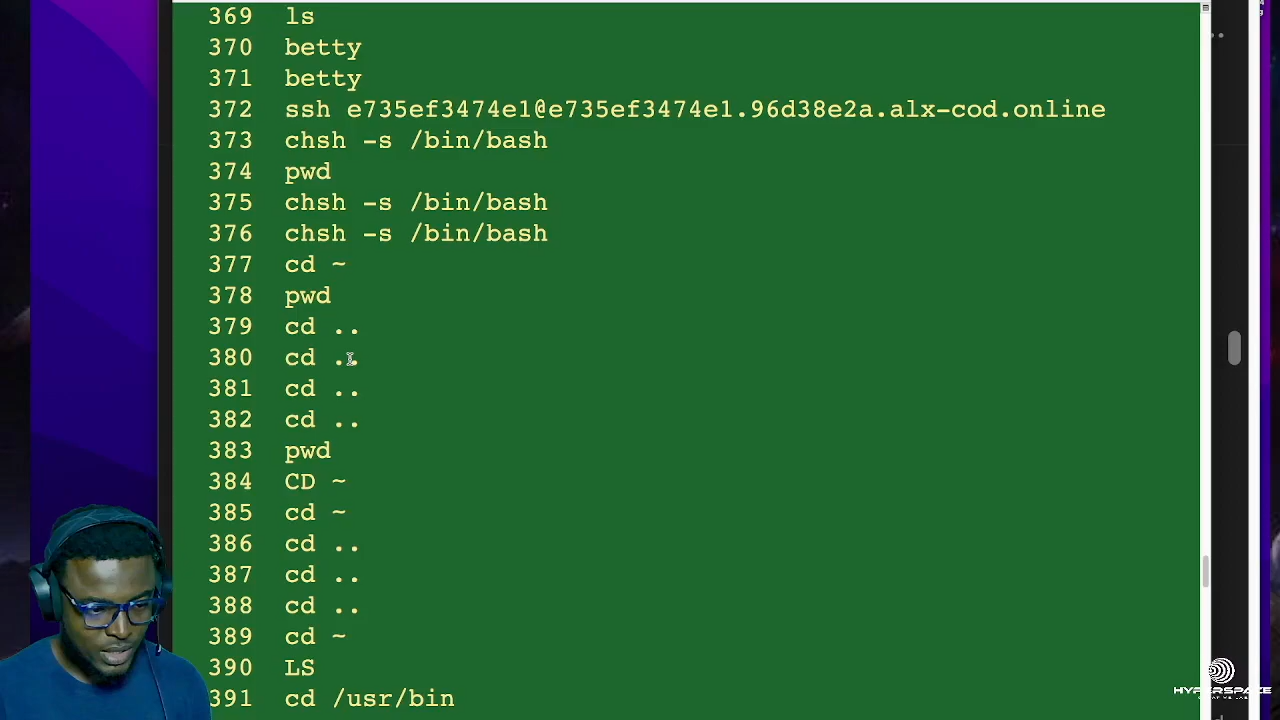 369 ls
370 betty
371 betty
372 ssh e735ef3474e1@e735ef3474e1.96d38e2a.alx-cod.online
373 chsh -s /bin/bash
374 pwd
375 chsh -s /bin/bash
376 chsh -s /bin/bash
377 cd ~
378 pwd
379 cd ..
380 cd ..
381 cd ..
382 cd ..
383 pwd
384 CD ~
385 cd ~
386 cd ..
387 cd ..
388 cd ..
389 cd ~
390 LS
391 cd /usr/bin
HYPERSPACE